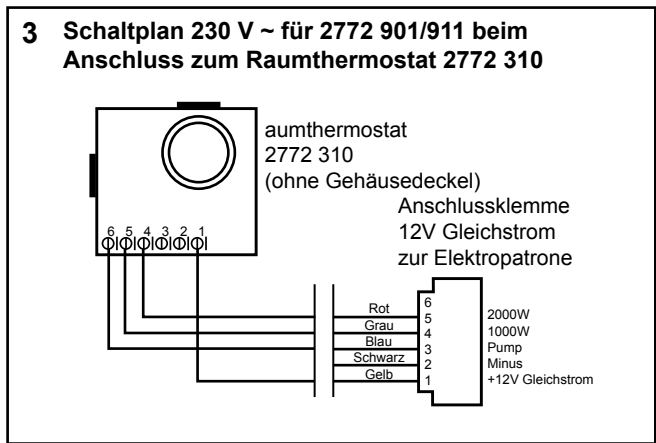 3 Schaltplan 230 V ~ für 2772 901/911 beim
Anschluss zum Raumthermostat 2772 310
aumthermostat
2772 310
(ohne Gehäusedeckel)
Anschlussklemme
12V Gleichstrom
zur Elektropatrone
6 5 4 3 2 1
6
Rot 5 2000W
Grau 4 1000W
Blau 3 Pump
Schwarz 2 Minus
Gelb 1 +12V Gleichstrom